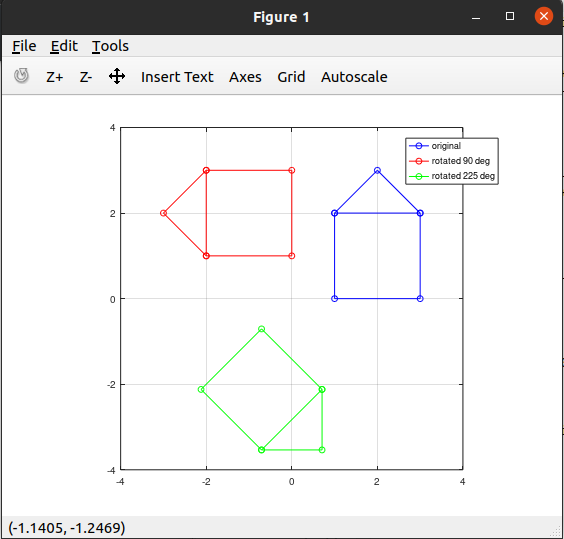 Figure 1
File Edit Tools
Z+ Z- Insert Text Axes Grid Autoscale
4
original
rotated 90 deg
rotated 225 deg
2
0
-2
-4
-4 -2 0 2 4
(-1.1405, -1.2469)